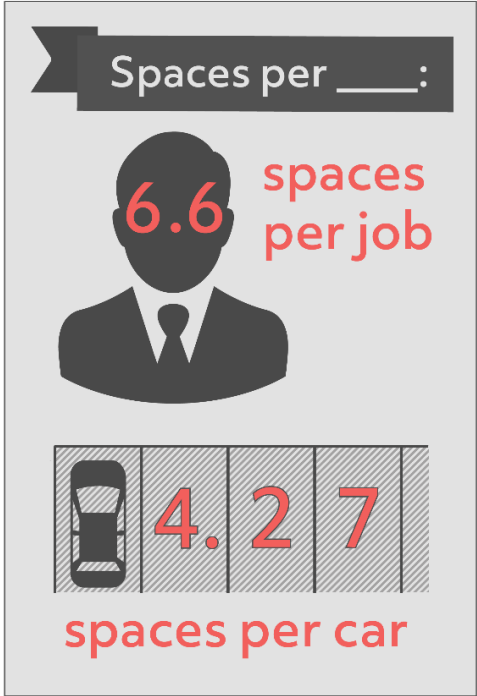 Spaces per ____:
6.6
spaces
per job
4.27
spaces per car